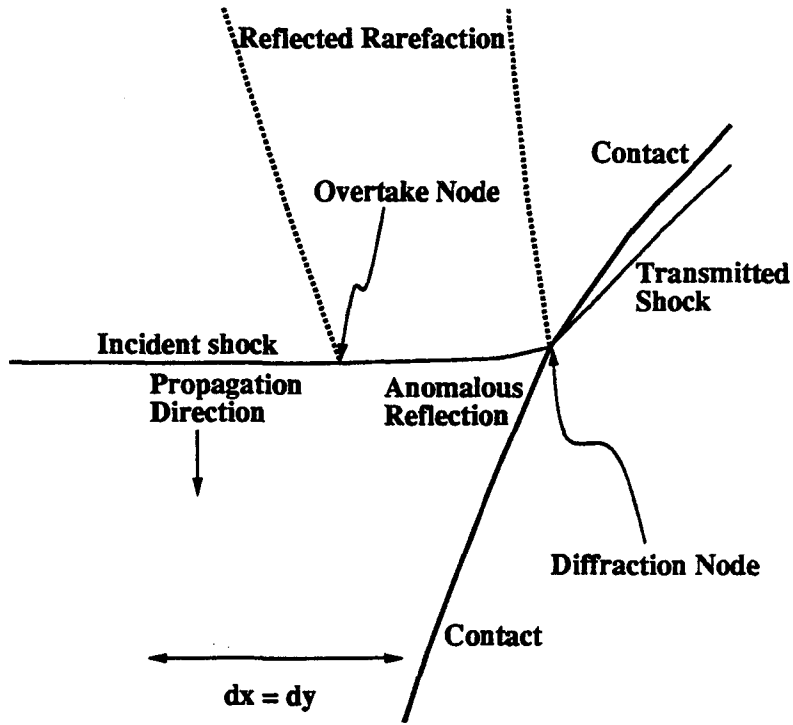 Reflected Rarefaction
Contact
Overtake Node
Transmitted
Shock
Incident shock
Propagation
Direction
Anomalous
Reflection
Diffraction Node
Contact
dx = dy